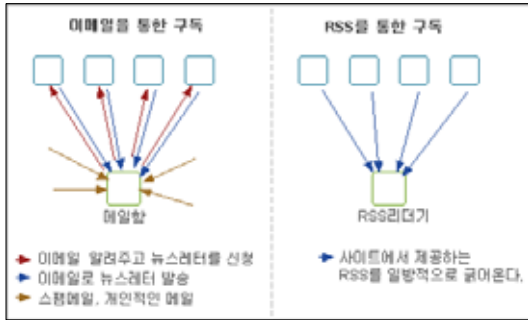 이메일을 통한 구독
메일함
이메일 알려주고 뉴스레터를 신청
이메일로 뉴스레터 발송
스팸메일, 개인적인 메일
RSS를 통한 구독
RSS리더기
사이트에서 제공하는
RSS를 일방적으로 긁어온다.